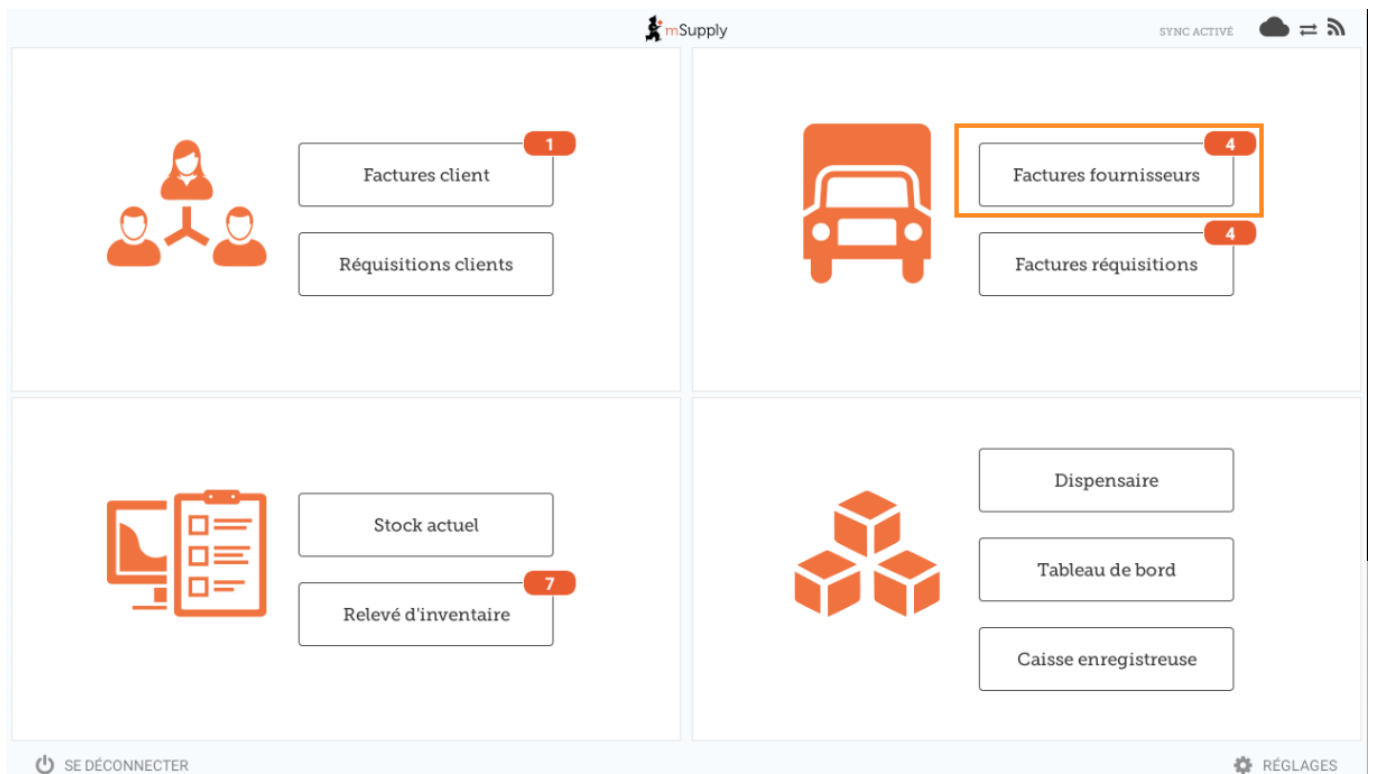 mSupply
SYNC ACTIVÉ
1
Factures client
Réquisitions clients
4
Factures fournisseurs
4
Factures réquisitions
Stock actuel
7
Relevé d'inventaire
Dispensaire
Tableau de bord
Caisse enregistreuse
SE DÉCONNECTER
RÉGLAGES